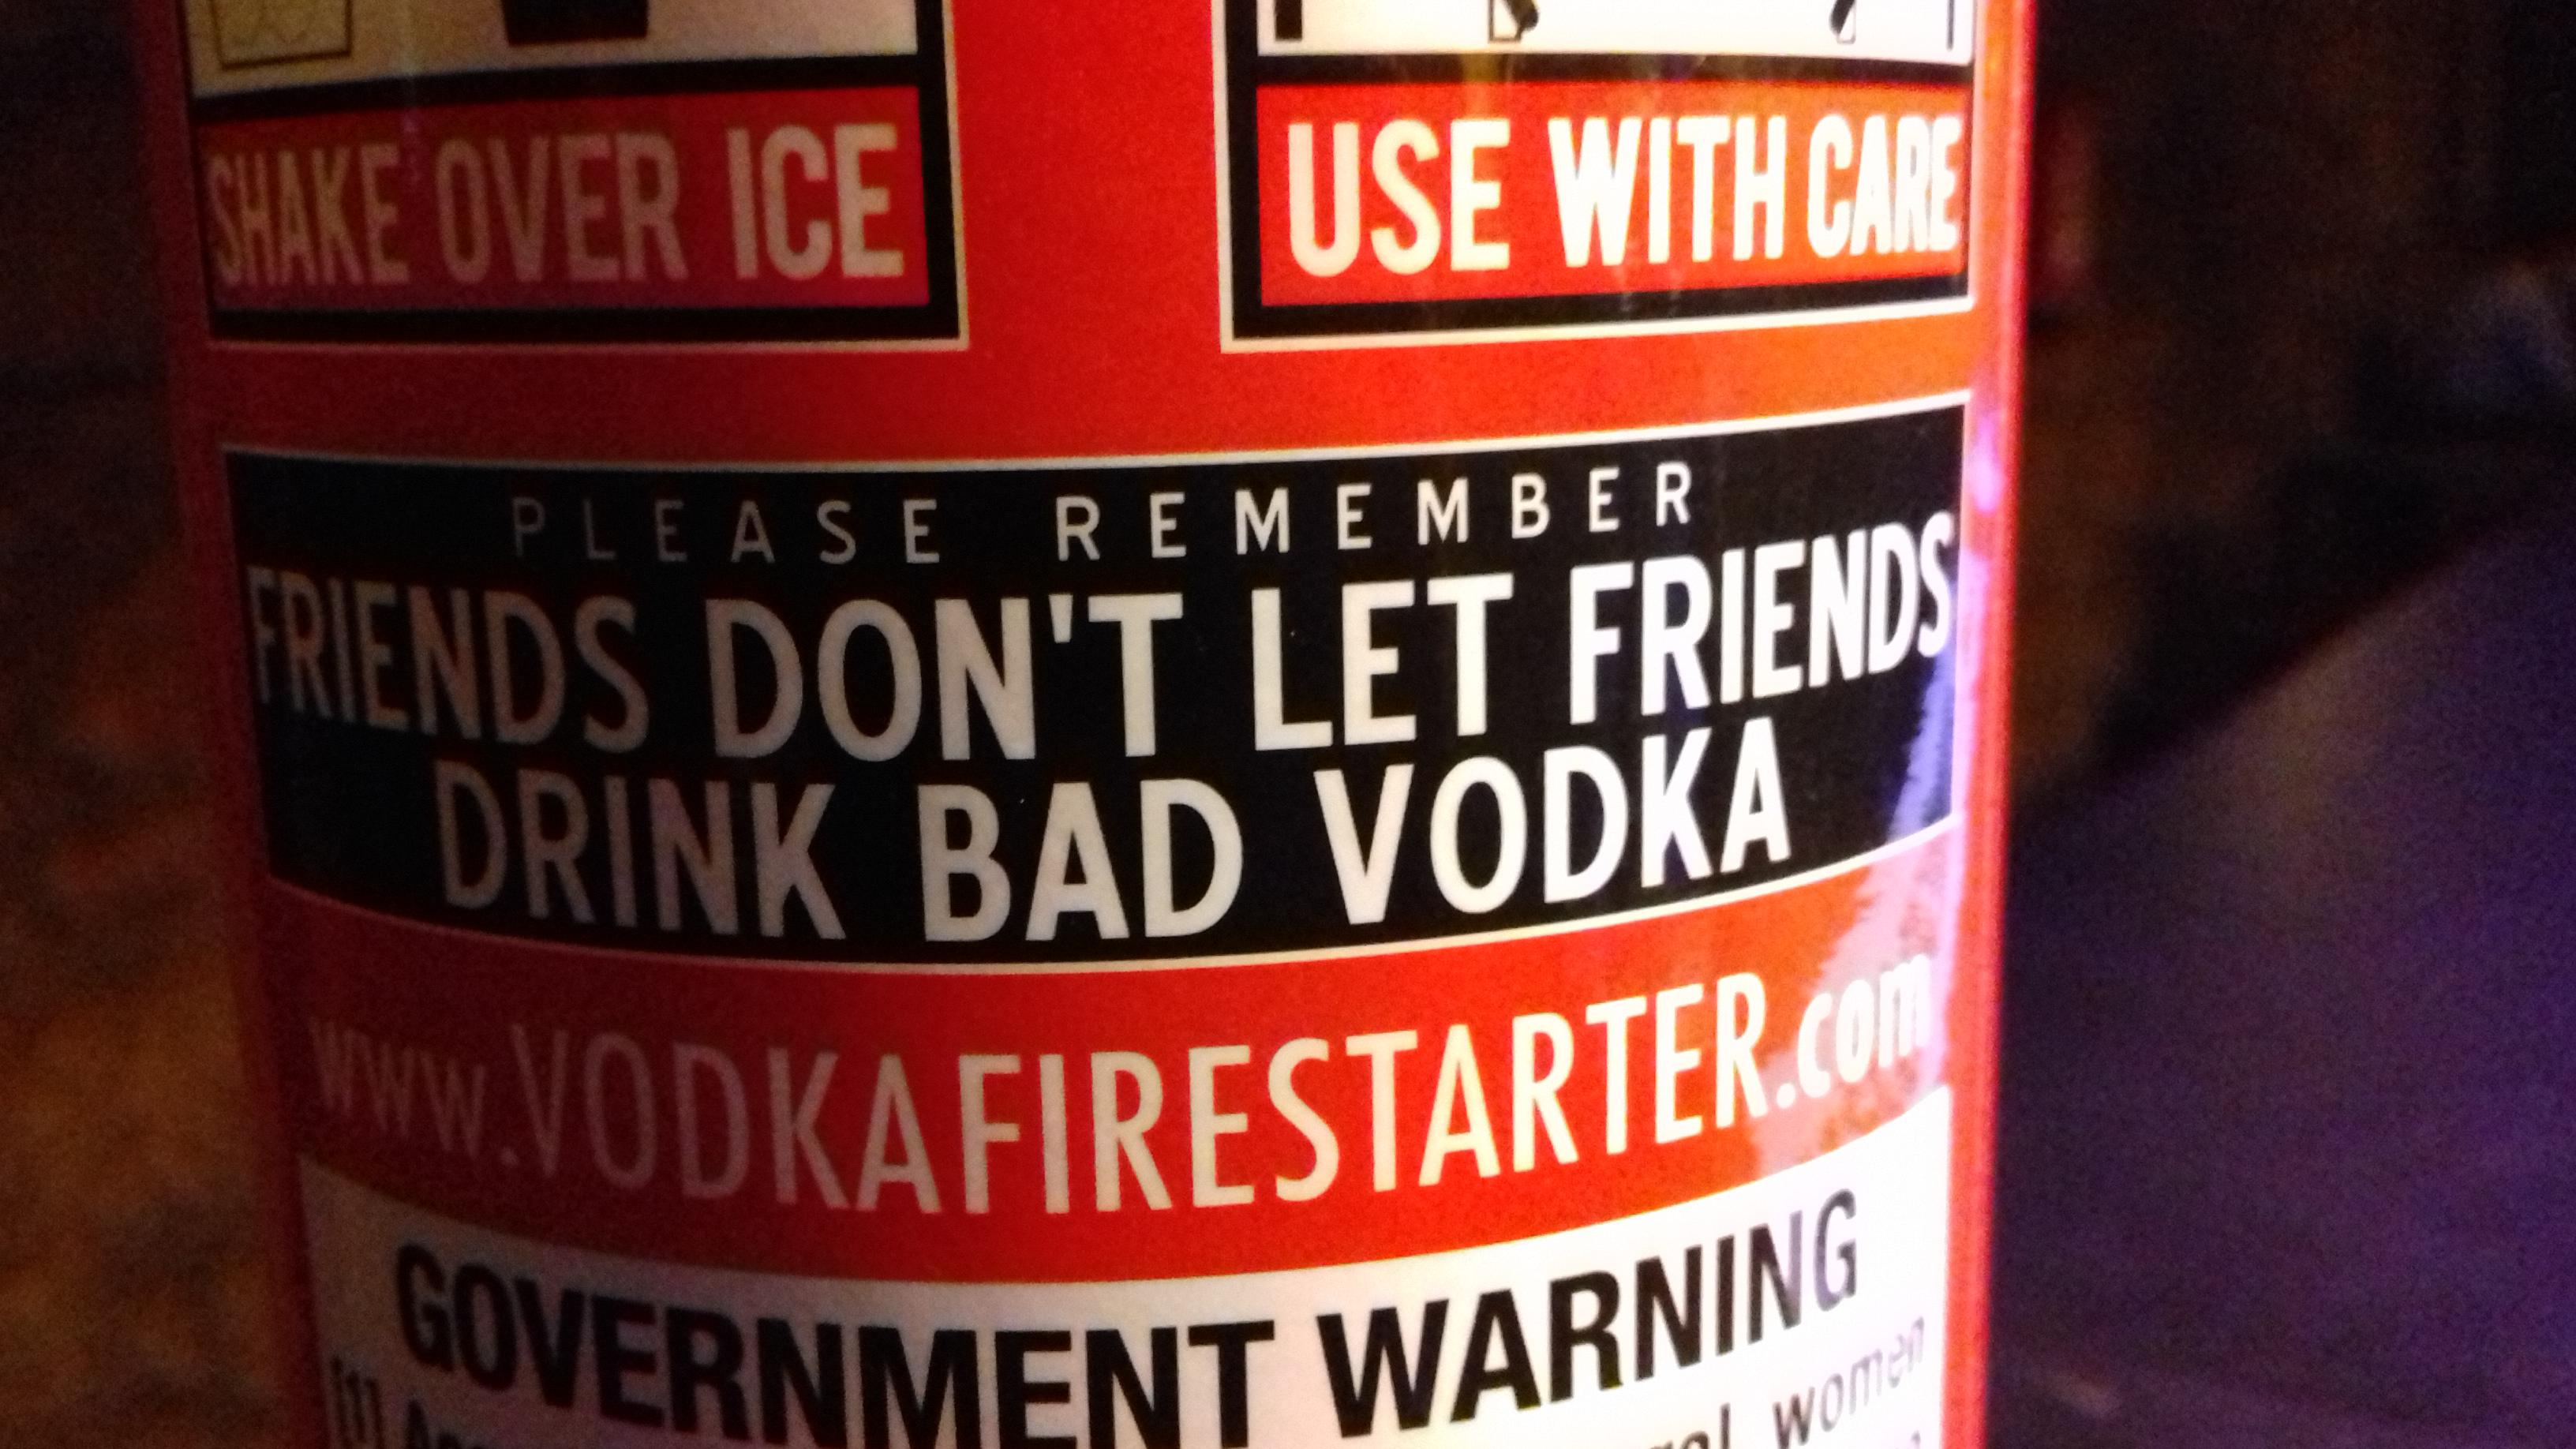 SHAKE OVER ICE
USE WITH CARE
PLEASE REMEMBER
FRIENDS DON'T LET FRIENDS
DRINK BAD VODKA
www.VODKAFIRESTARTER.com
GOVERNMENT WARNING
[1] women